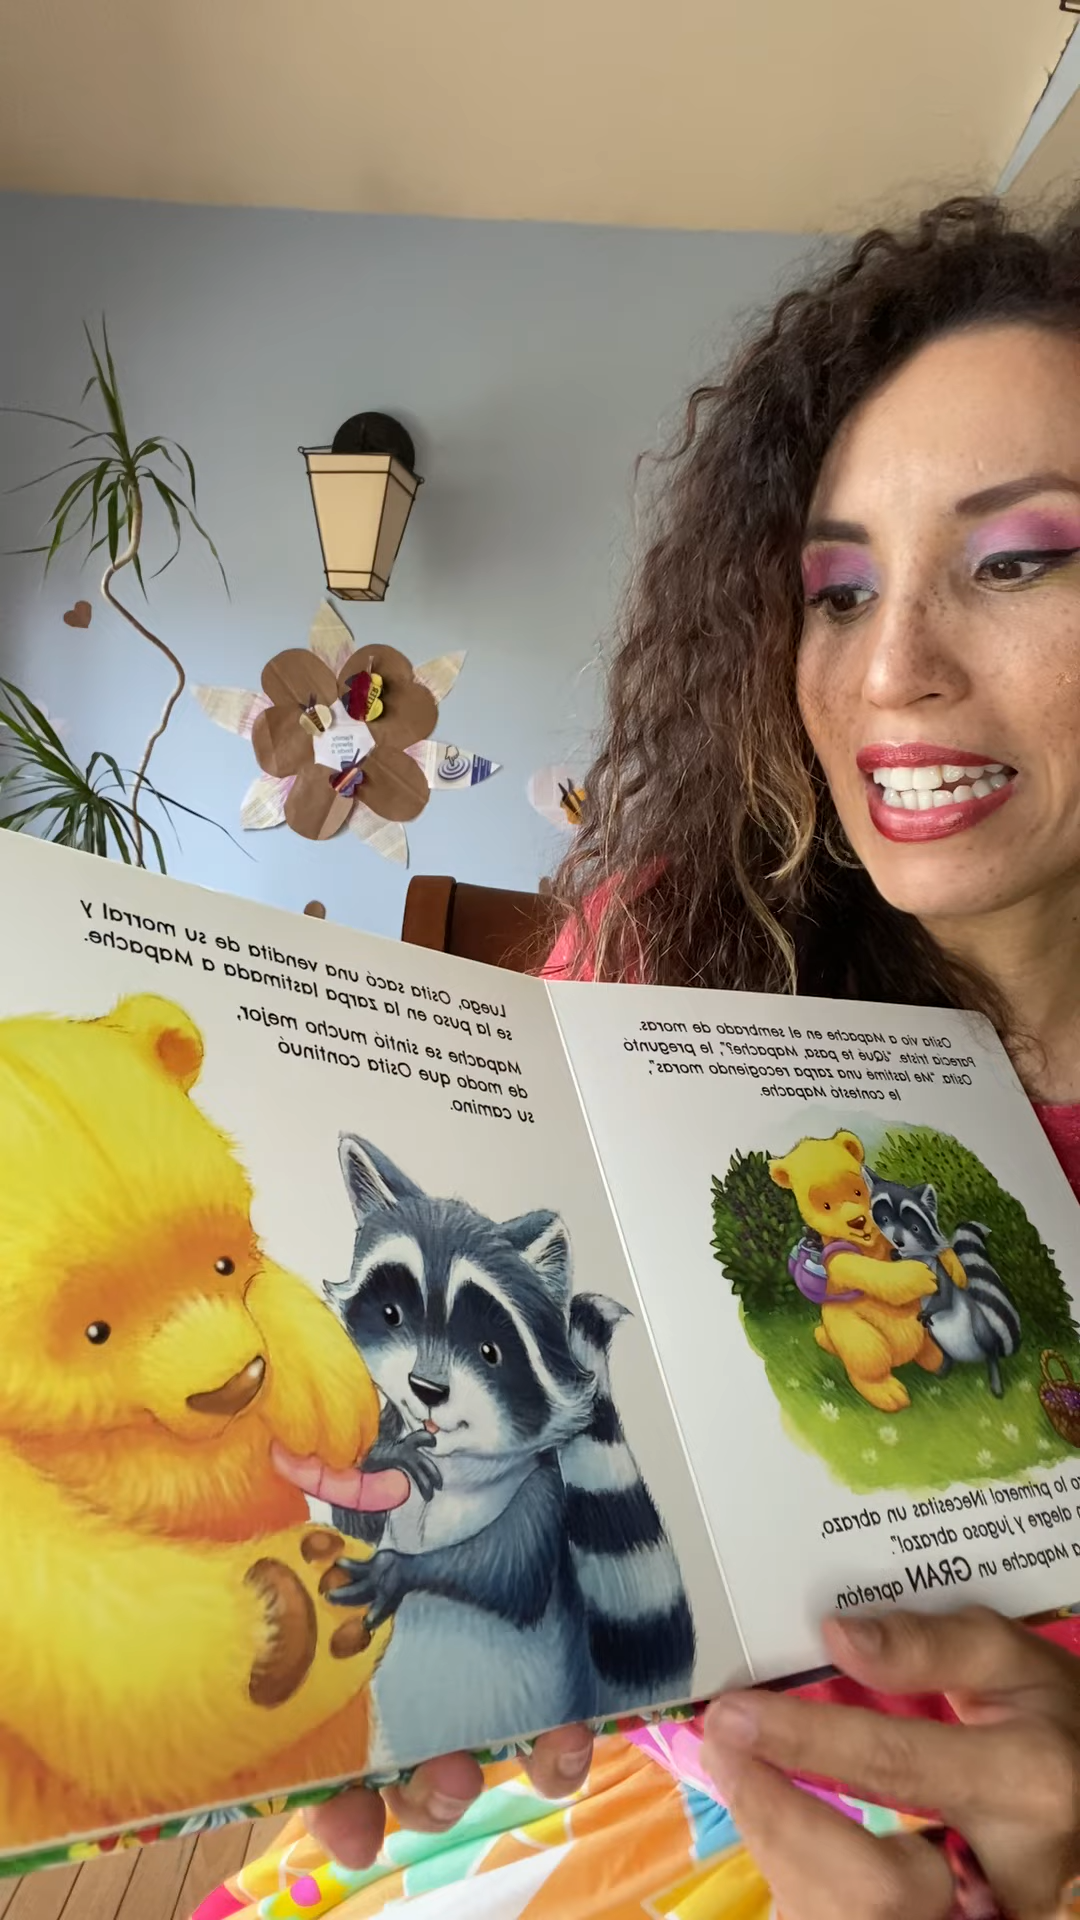 Osita vio a Mapache en el sembrado de moras.
Parecía triste. "¿Qué te pasa, Mapache?", le preguntó
Osita. "Me lastimé una zarpa recogiendo moras",
le contestó Mapache.
lo primero! ¡Necesitas un abrazo,
alegre y jugoso abrazo!".
Mapache un GRAN apretón.
Luego, Osita sacó una vendita de su morral y
se la puso en la zarpa lastimada a Mapache.
Mapache se sintió mucho mejor,
de modo que Osita continuó
su camino.